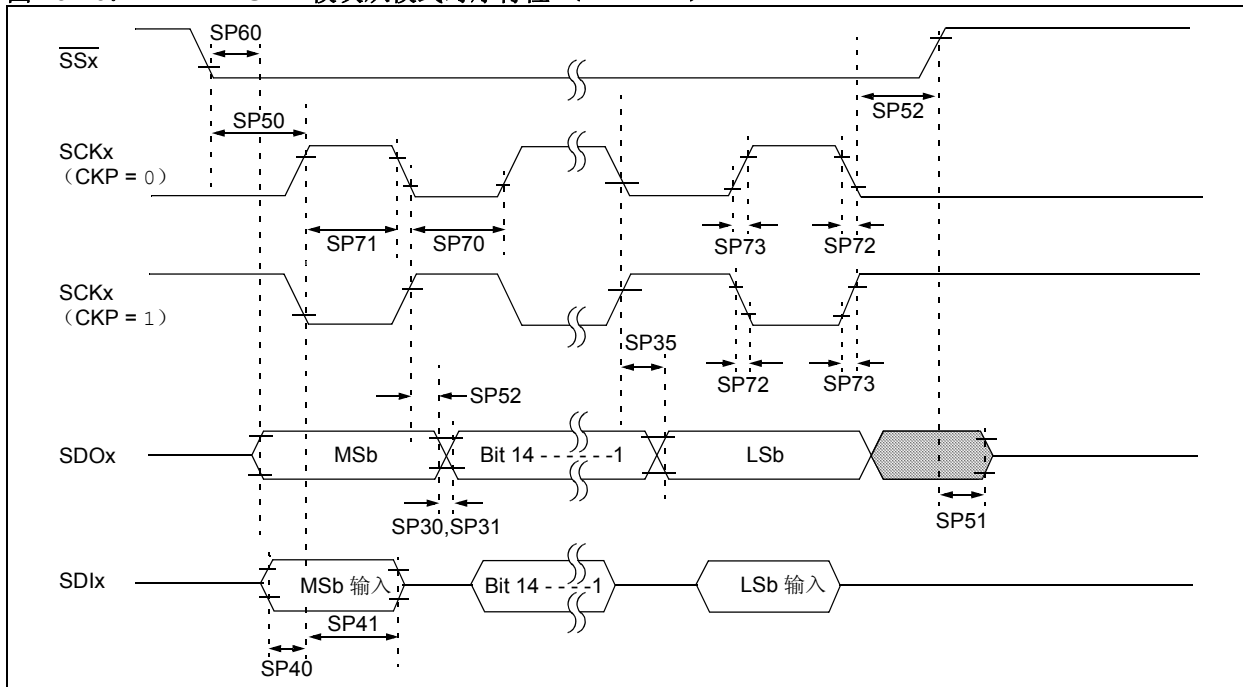 SP60
SSx
SP52
SP50
SCKx
（CKP = 0）
SP71
SP70
SP73
SP72
SCKx
（CKP = 1）
SP35
SP72
SP73
SP52
SDOx
MSb
Bit 14 - - - - - -1
LSb
SP30,SP31
SP51
SDIx
MSb 输入
Bit 14 - - - -1
LSb 输入
SP41
SP40